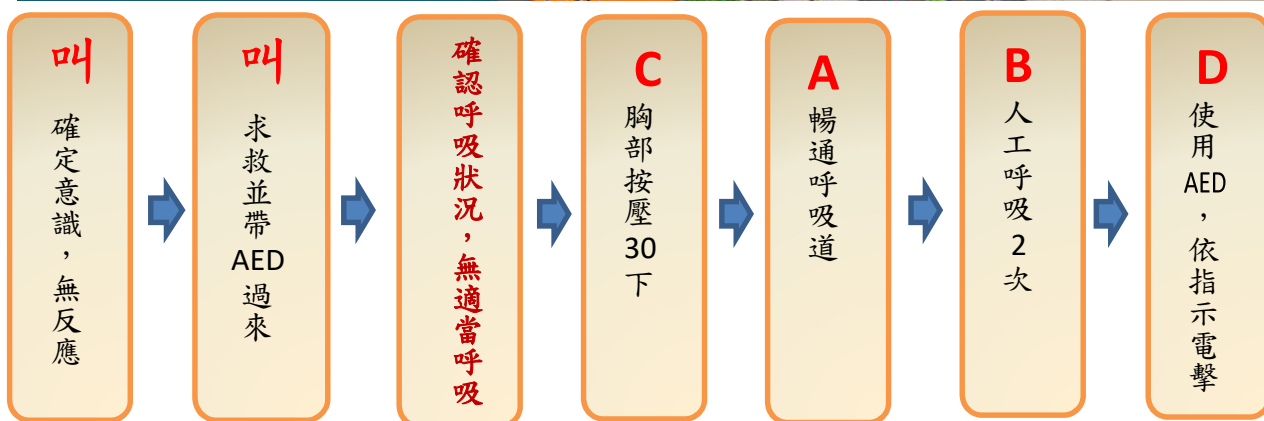 叫
確定意識，無反應
叫
求救並帶AED過來
確認呼吸狀況，無適當呼吸
C
胸部按壓30下
A
暢通呼吸道
B
人工呼吸2次
D
使用AED，依指示電擊